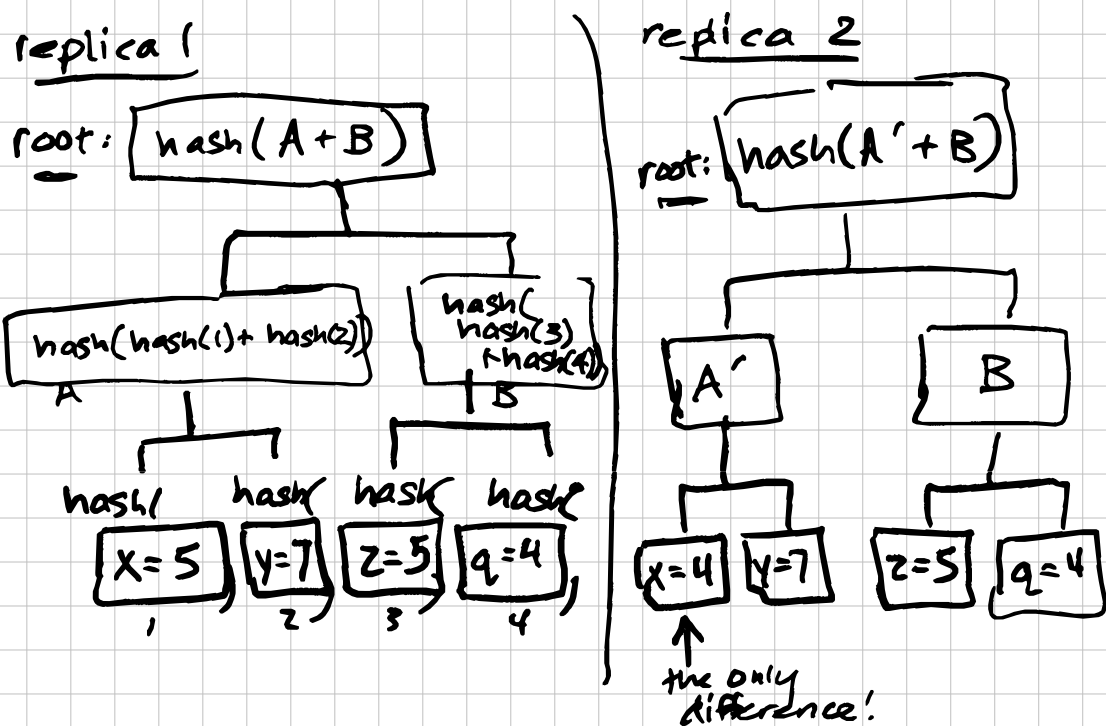 replica 1
root: hash(A+B)
hash(hash(1)+ hash(2))
A
hash(
hash(3)
+hash(4))
B
hash( hash( hash( hash(
x=5) y=7) z=5) q=4)
1 2 3 4
replica 2
root: hash(A'+B)
A' B
x=4 y=7 z=5 q=4
the only
difference!